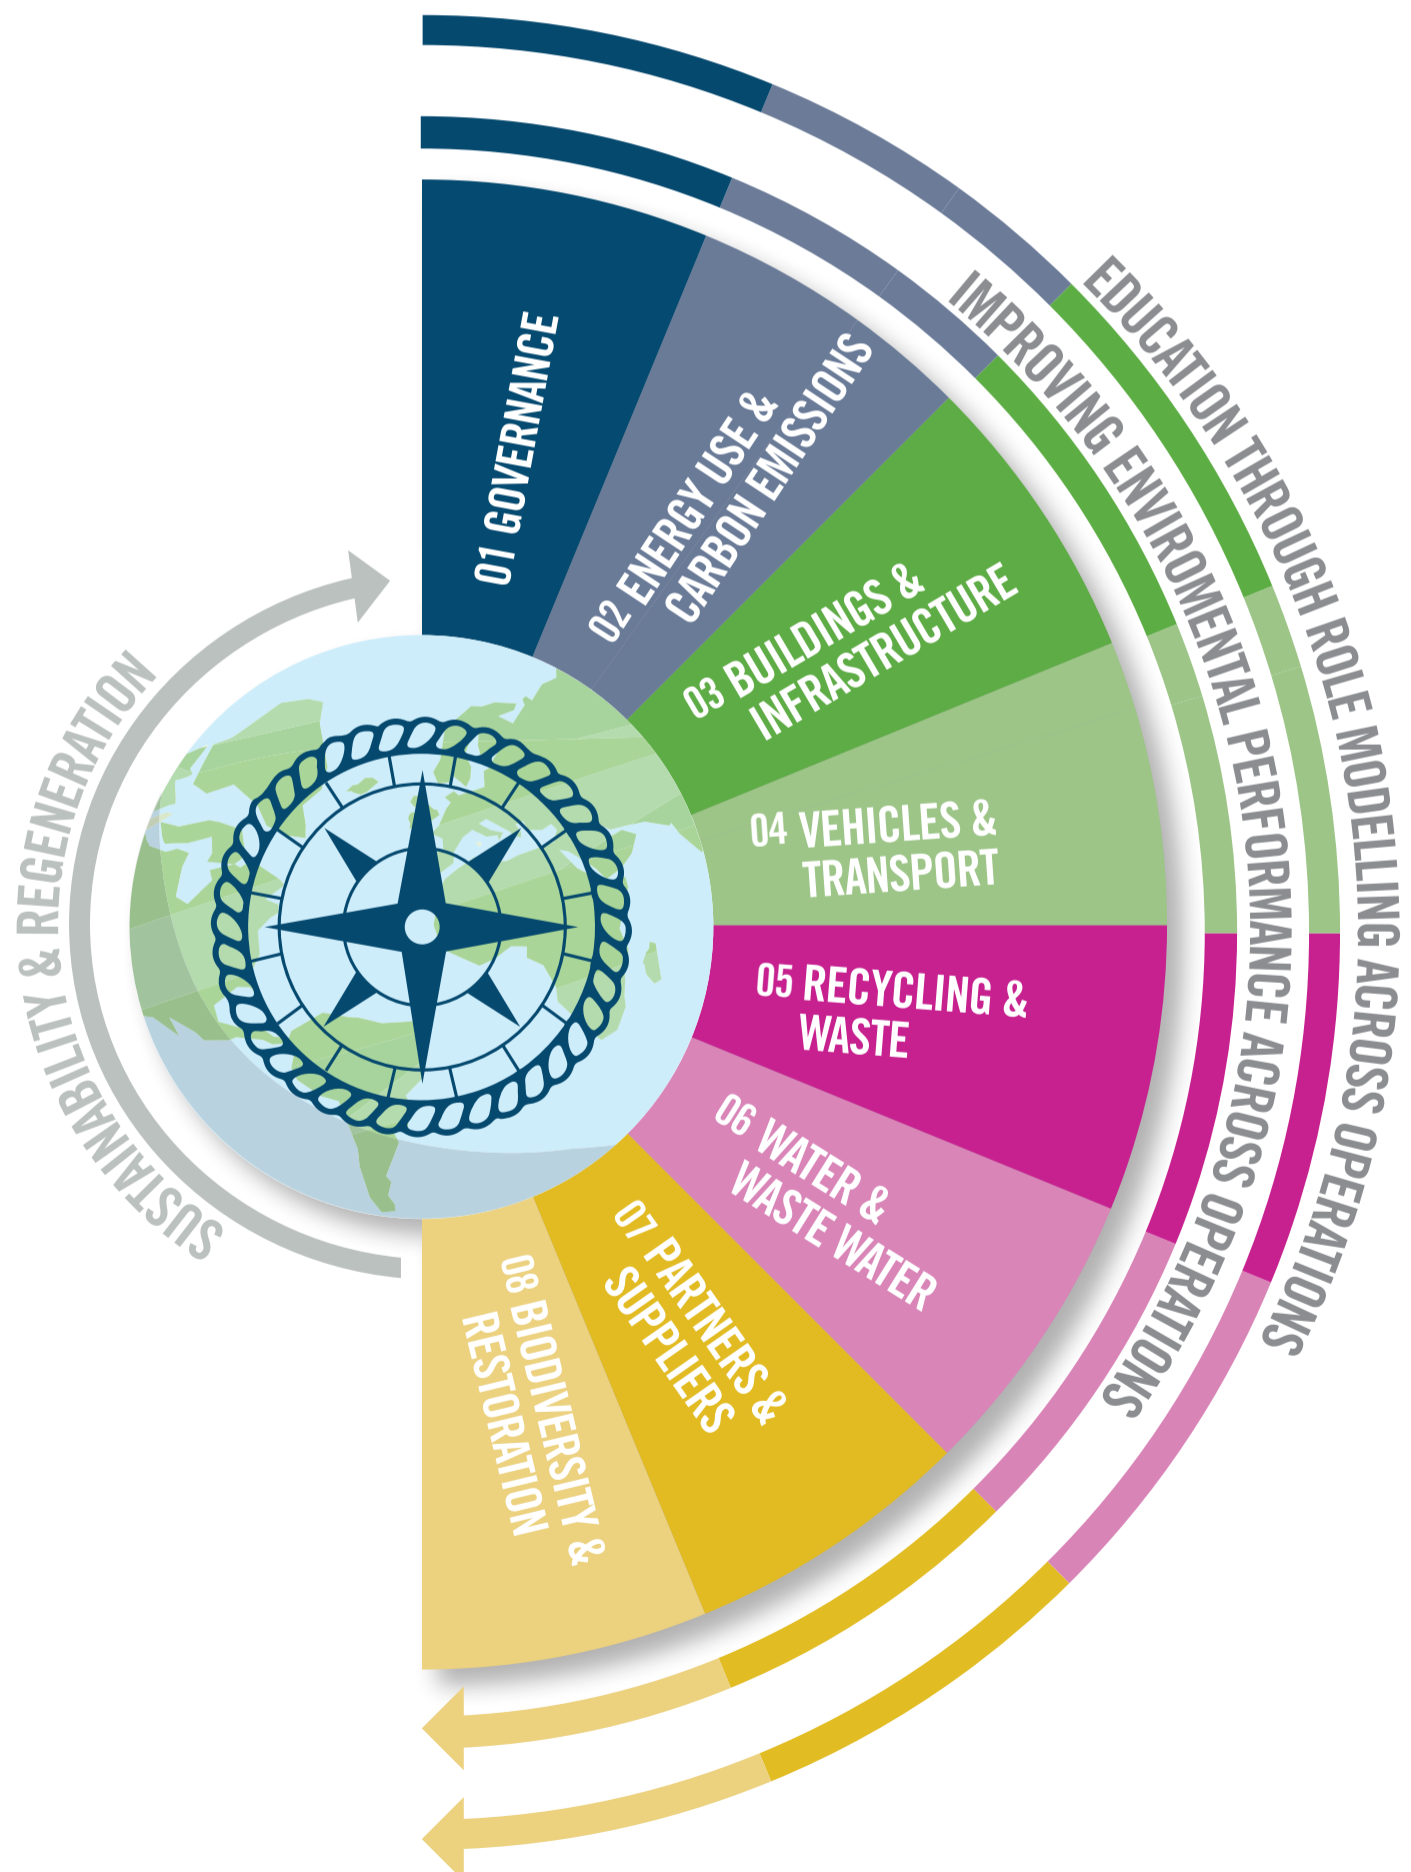 01 GOVERNANCE
02 ENERGY USE &
CARBON EMISSIONS
03 BUILDINGS &
INFRASTRUCTURE
04 VEHICLES &
TRANSPORT
05 RECYCLING &
WASTE
06 WATER &
WASTE WATER
07 PARTNERS &
SUPPLIERS
08 BIODIVERSITY &
RESTORATION
IMPROVING ENVIROMENTAL PERFORMANCE ACROSS OPERATIONS
EDUCATION THROUGH ROLE MODELLING ACROSS OPERATIONS
SUSTAINABILITY & REGENERATION